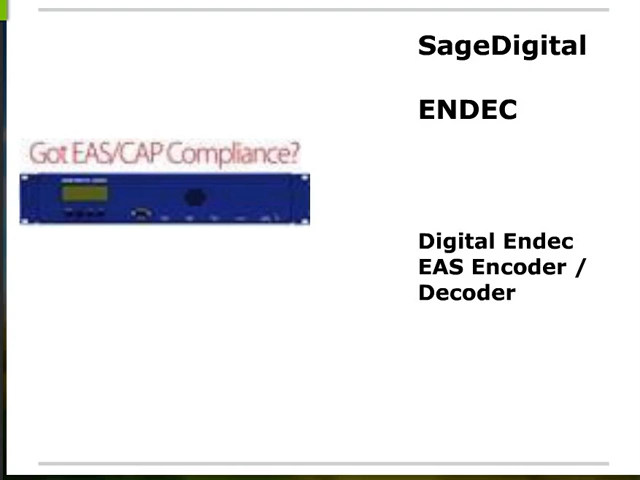 SageDigital
ENDEC
Got EAS/CAP Compliance?
Digital Endec
EAS Encoder /
Decoder